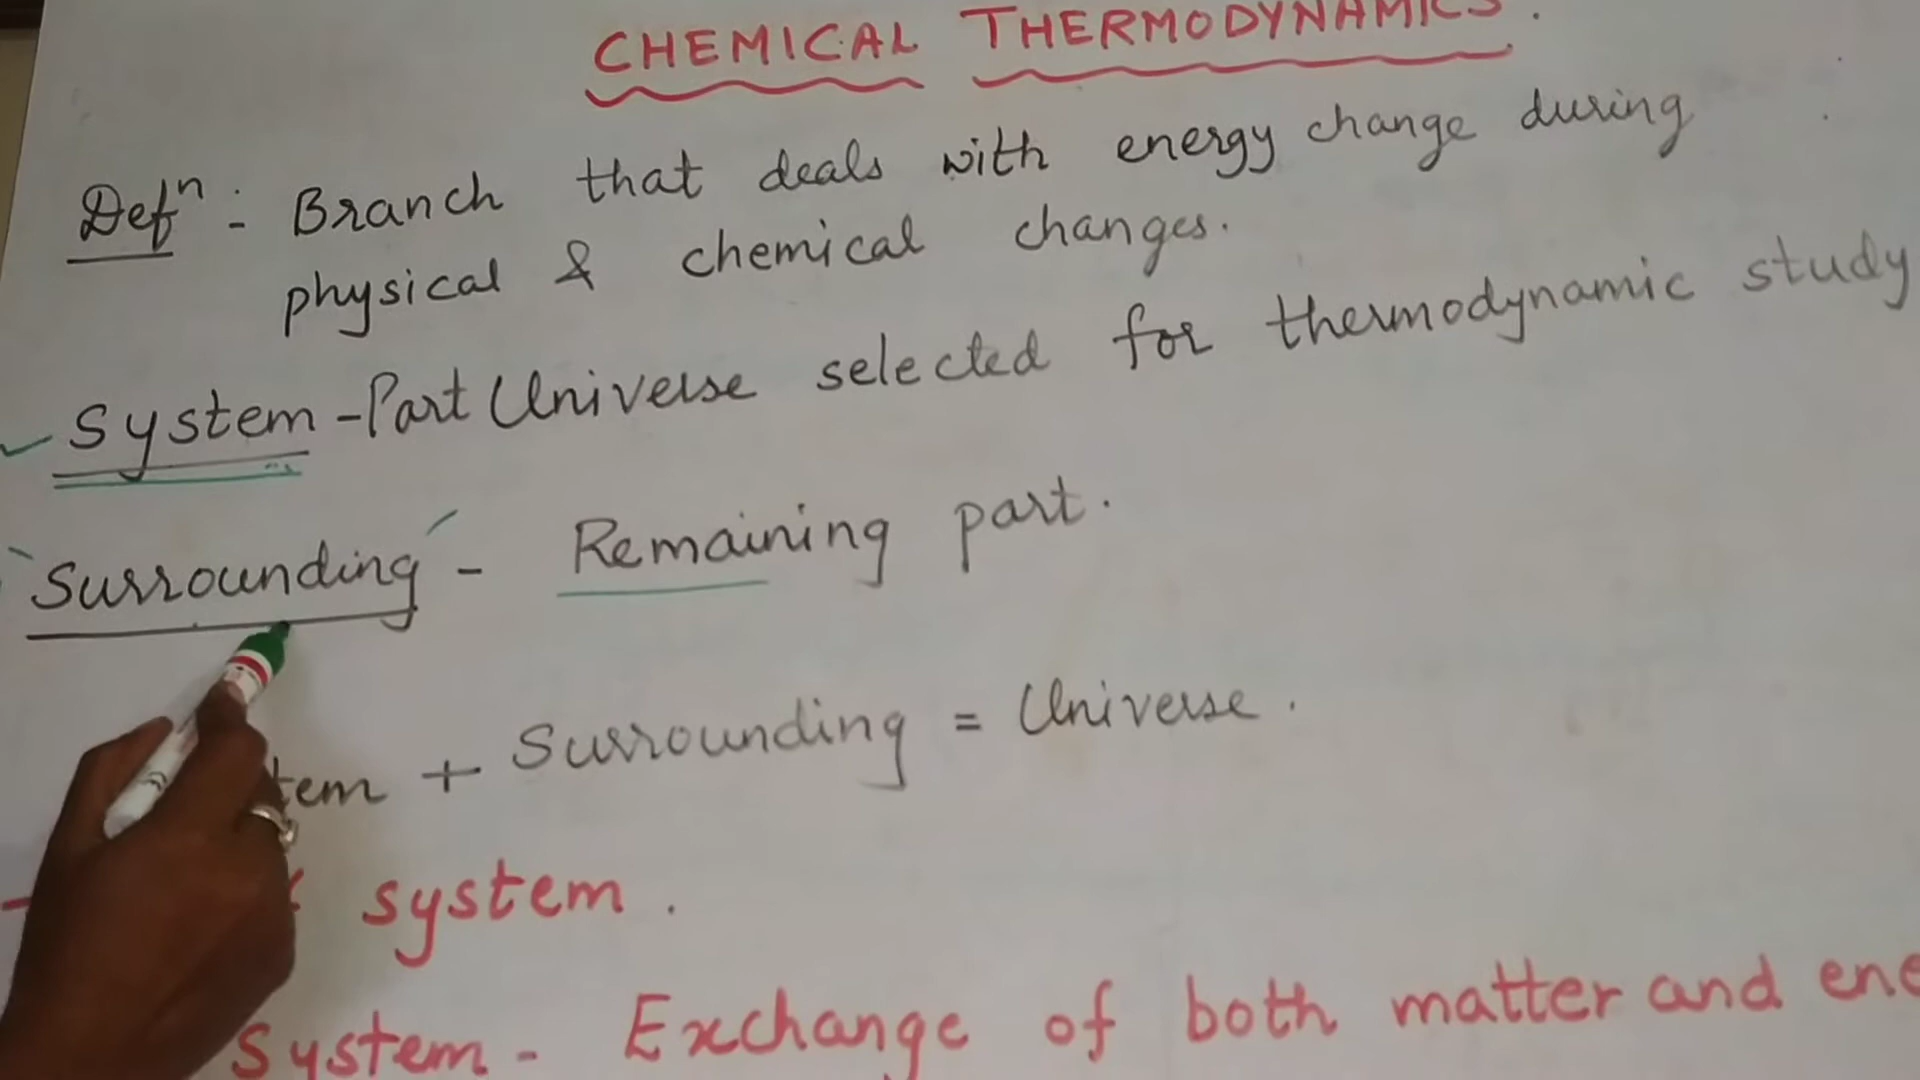 CHEMICAL THERMODYNAMICS.
Defn: Branch that deals with energy change during
physical & chemical changes.
System - Part Universe selected for thermodynamic study
Surrounding - Remaining part.
+ Surrounding = Universe.
system.
System - Exchange of both matter and